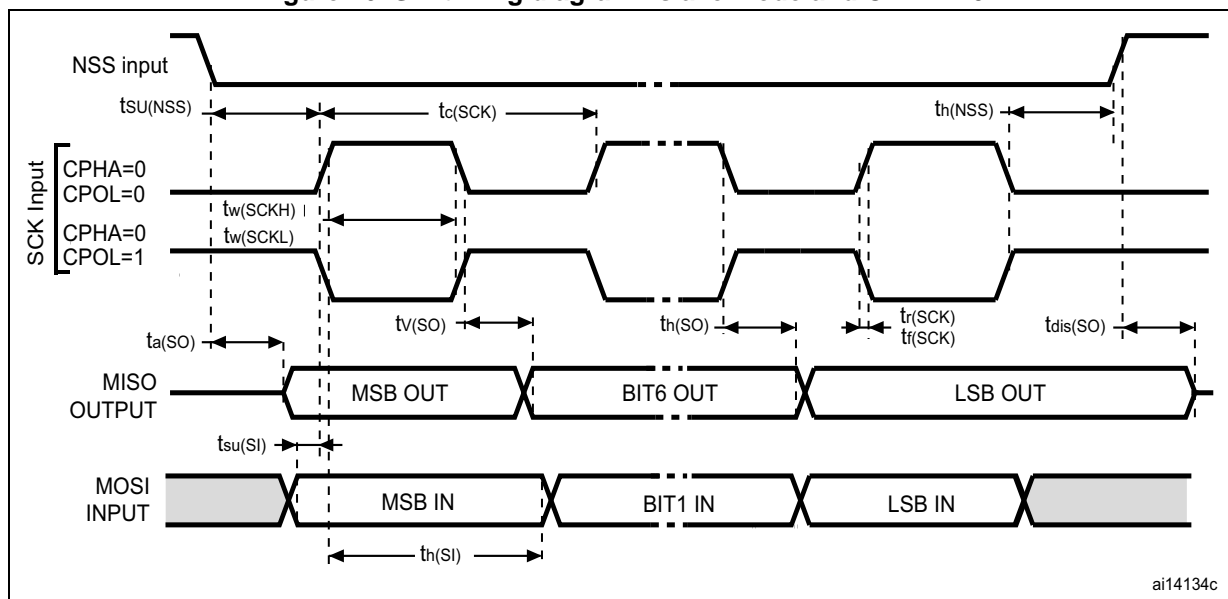 NSS input
tSU(NSS)
tc(SCK)
th(NSS)
SCK Input
CPHA=0
CPOL=0
tw(SCKH)
CPHA=0
tw(SCKL)
CPOL=1
tV(SO)
th(SO)
tr(SCK)
tf(SCK)
tdis(SO)
ta(SO)
MISO
OUTPUT
MSB OUT
BIT6 OUT
LSB OUT
tsu(SI)
MOSI
INPUT
MSB IN
BIT1 IN
LSB IN
th(SI)
ai14134c